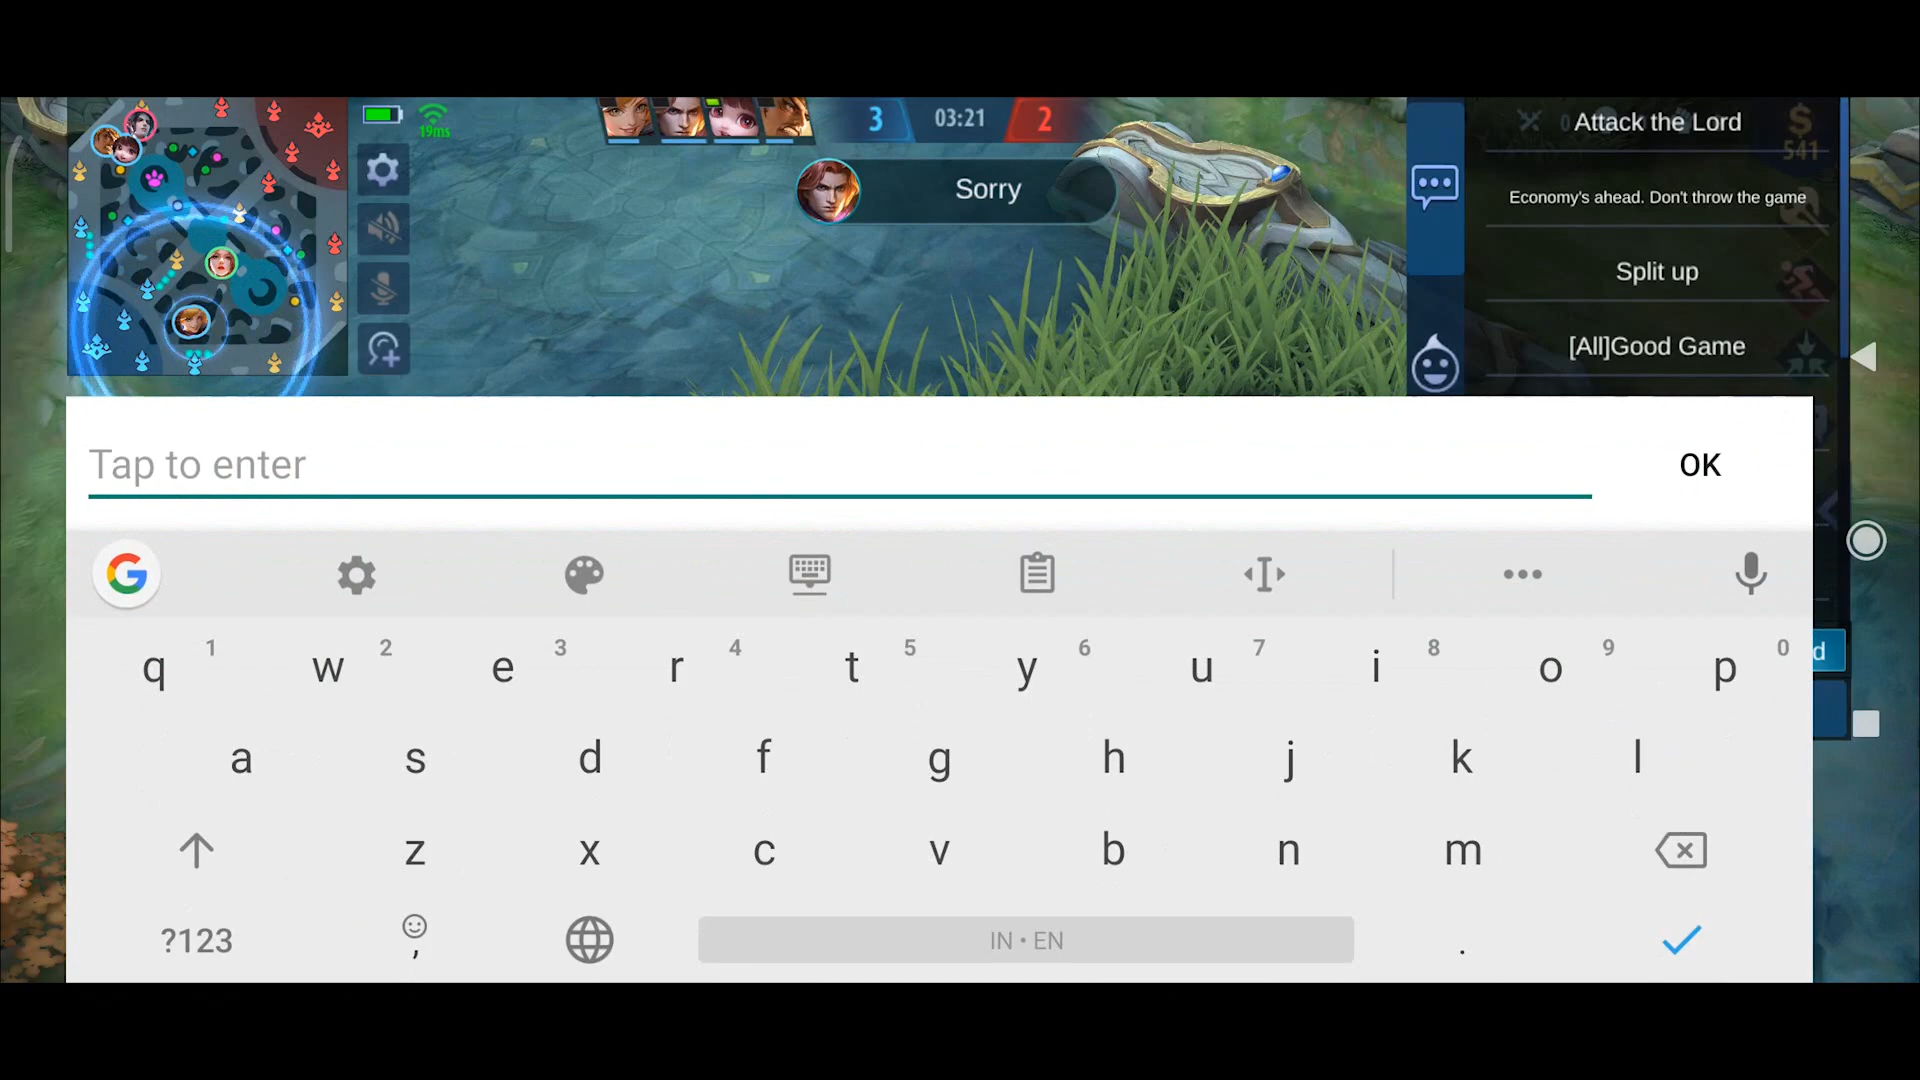 19ms
3 03:21 2
Sorry
Attack the Lord
541
Economy's ahead. Don't throw the game
Split up
[All]Good Game
Tap to enter
OK
d
1 2 3 4 5 6 7 8 9 0
q w e r t y u i o p
a s d f g h j k l
z x c v b n m
?123 , IN • EN .